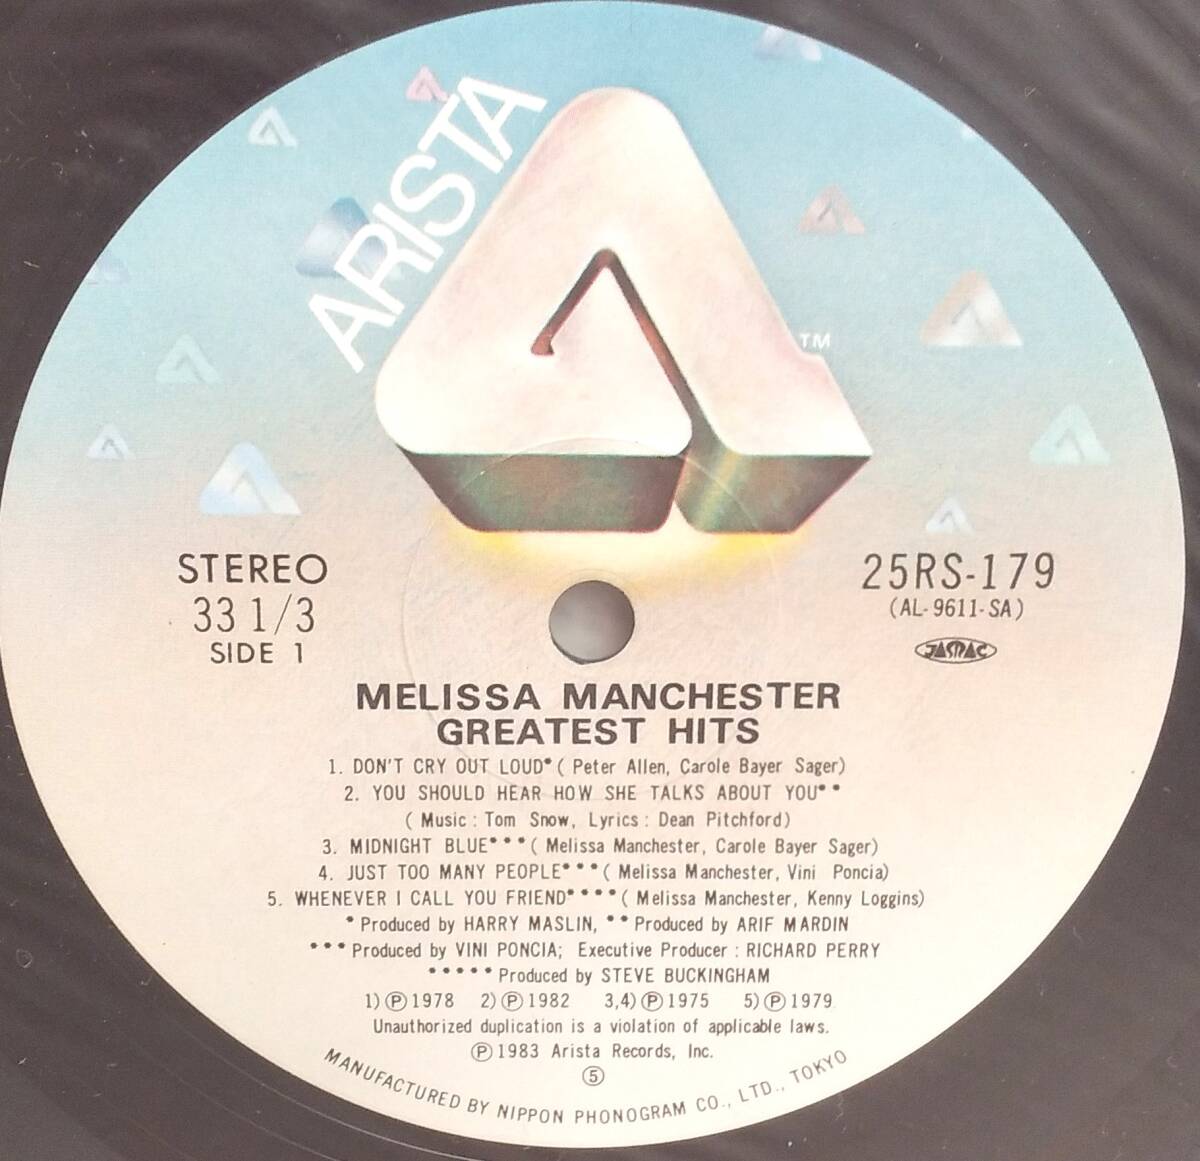 ARISTA
TM
STEREO
33 1/3
SIDE 1
25RS-179
(AL-9611-SA)
JASRAC
MELISSA MANCHESTER
GREATEST HITS
1. DON'T CRY OUT LOUD* ( Peter Allen, Carole Bayer Sager)
2. YOU SHOULD HEAR HOW SHE TALKS ABOUT YOU**
( Music : Tom Snow, Lyrics : Dean Pitchford)
3. MIDNIGHT BLUE*** ( Melissa Manchester, Carole Bayer Sager)
4. JUST TOO MANY PEOPLE*** ( Melissa Manchester, Vini Poncia)
5. WHENEVER I CALL YOU FRIEND**** ( Melissa Manchester, Kenny Loggins)
* Produced by HARRY MASLIN, ** Produced by ARIF MARDIN
*** Produced by VINI PONCIA; Executive Producer : RICHARD PERRY
***** Produced by STEVE BUCKINGHAM
1) Ⓟ 1978 2) Ⓟ 1982 3,4) Ⓟ 1975 5) Ⓟ 1979
Unauthorized duplication is a violation of applicable laws.
Ⓟ 1983 Arista Records, Inc.
⑤
MANUFACTURED BY NIPPON PHONOGRAM CO., LTD., TOKYO